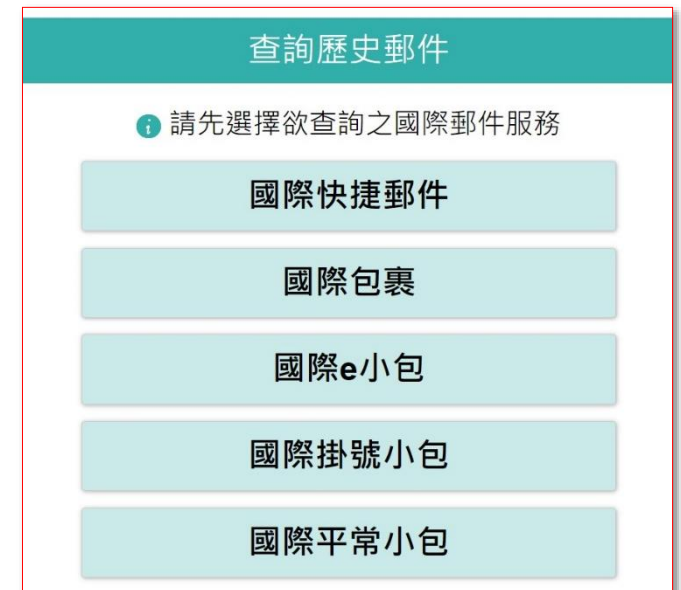 查詢歷史郵件
請先選擇欲查詢之國際郵件服務
國際快捷郵件
國際包裹
國際e小包
國際掛號小包
國際平常小包